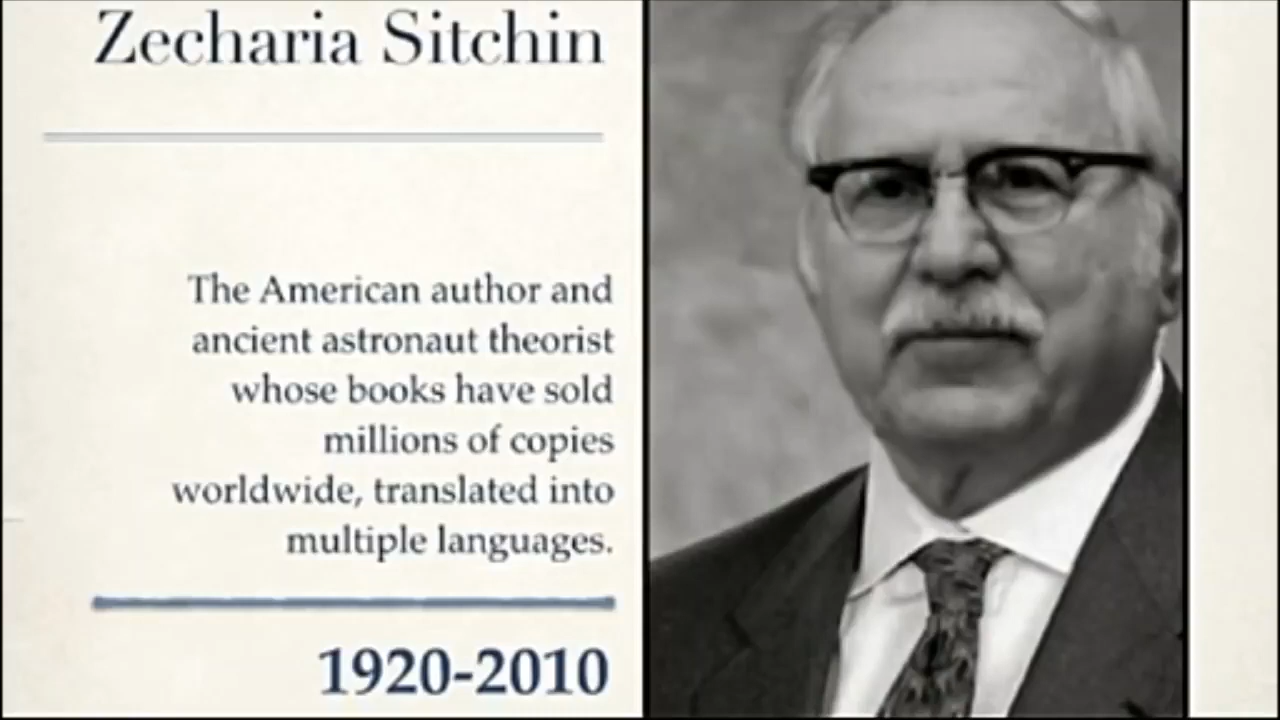 Zecharia Sitchin
The American author and
ancient astronaut theorist
whose books have sold
millions of copies
worldwide, translated into
multiple languages.
1920-2010